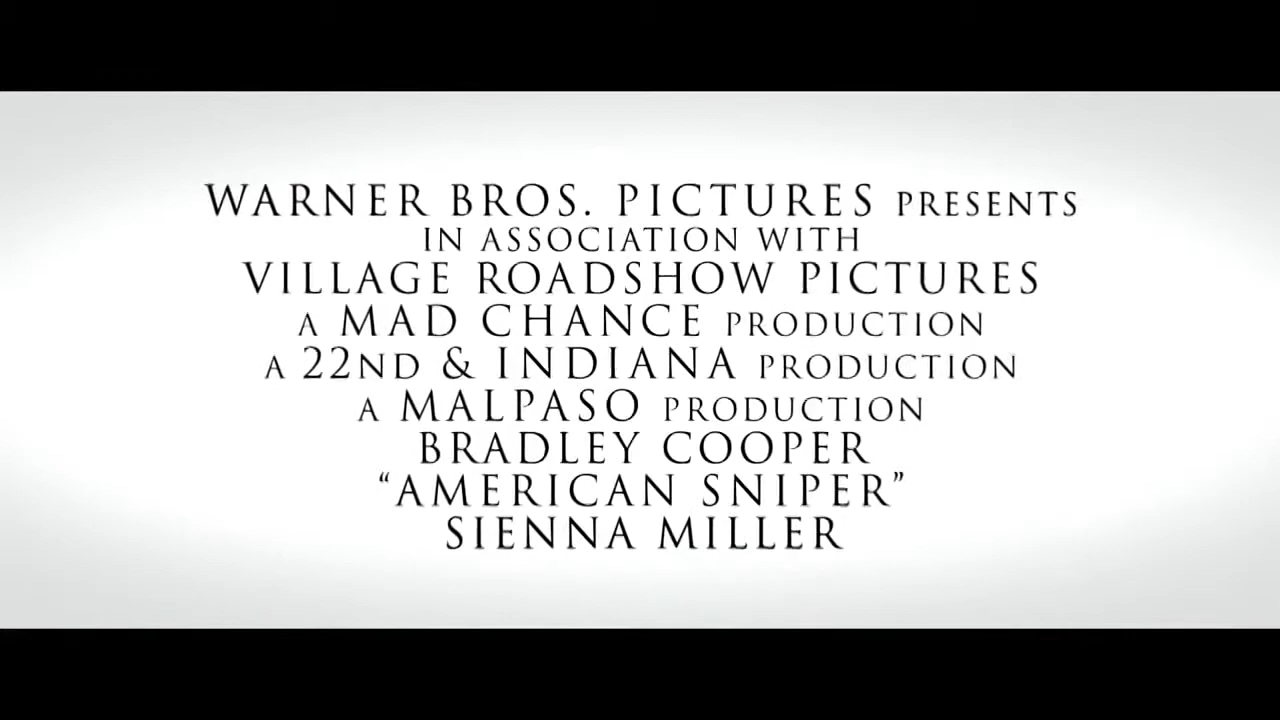 WARNER BROS. PICTURES PRESENTS
IN ASSOCIATION WITH
VILLAGE ROADSHOW PICTURES
A MAD CHANCE PRODUCTION
A 22ND & INDIANA PRODUCTION
A MALPASO PRODUCTION
BRADLEY COOPER
“AMERICAN SNIPER”
SIENNA MILLER